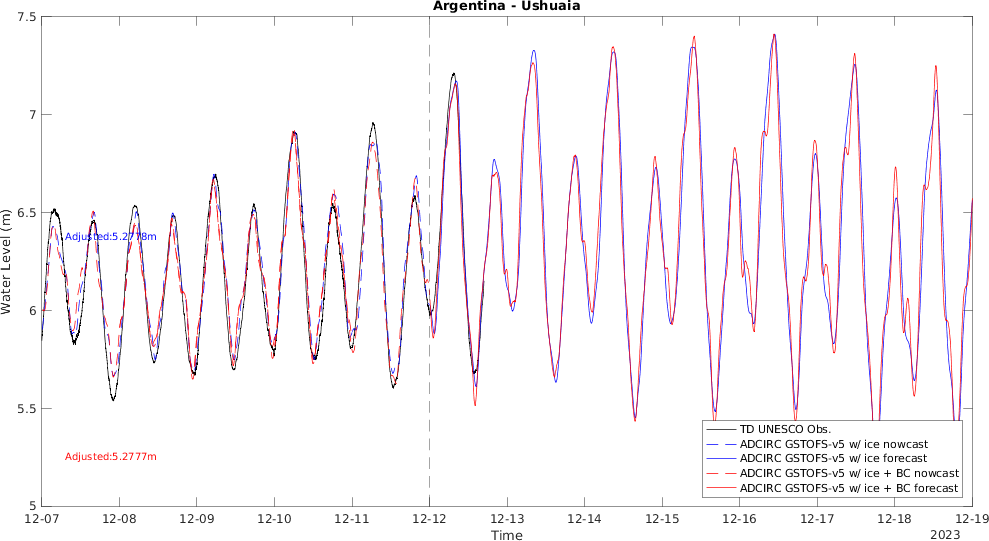 Argentina - Ushuaia
Water Level (m)
7.5
7
6.5
6
5.5
5
Adjusted:5.2778m
Adjusted:5.2777m
TD UNESCO Obs.
ADCIRC GSTOFS-v5 w/ ice nowcast
ADCIRC GSTOFS-v5 w/ ice forecast
ADCIRC GSTOFS-v5 w/ ice + BC nowcast
ADCIRC GSTOFS-v5 w/ ice + BC forecast
12-07 12-08 12-09 12-10 12-11 12-12 12-13 12-14 12-15 12-16 12-17 12-18 12-19
Time
2023